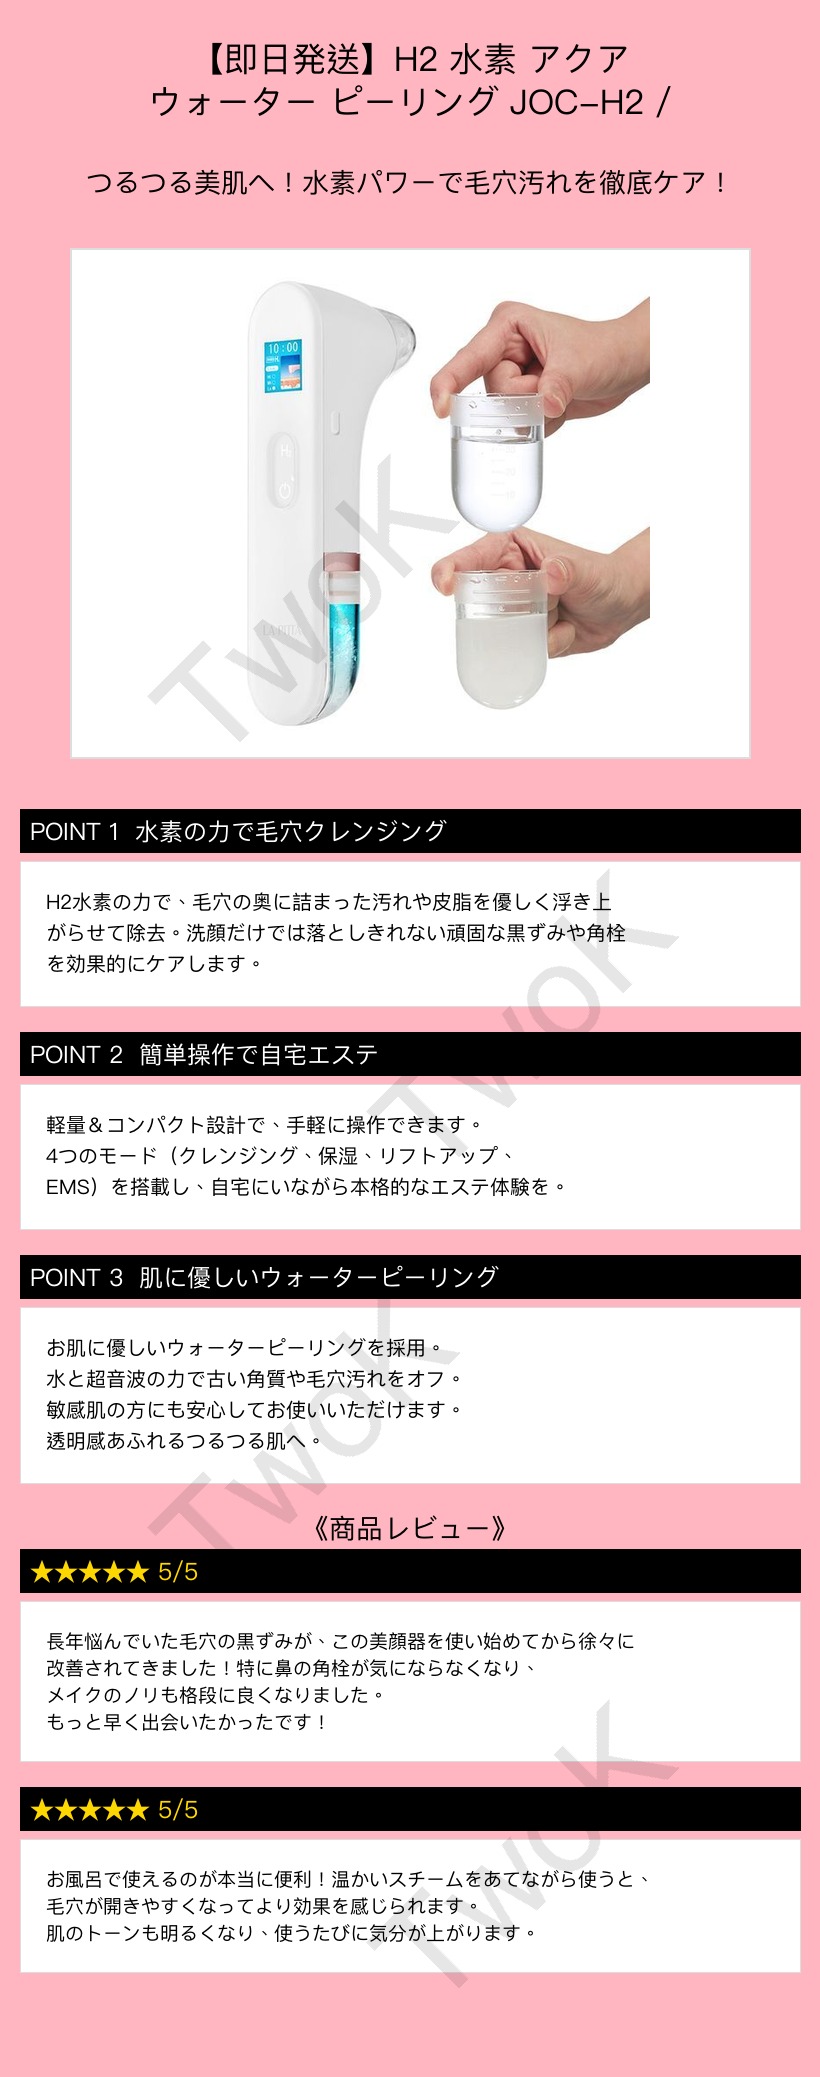 【即日発送】H2 水素 アクア
ウォーター ピーリング JOC-H2 /
つるつる美肌へ！水素パワーで毛穴汚れを徹底ケア！
10:00
H2
LA PITTA
TwoK
POINT 1 水素の力で毛穴クレンジング
H2水素の力で、毛穴の奥に詰まった汚れや皮脂を優しく浮き上
がらせて除去。洗顔だけでは落としきれない頑固な黒ずみや角栓
を効果的にケアします。
TwoK
POINT 2 簡単操作で自宅エステ
軽量＆コンパクト設計で、手軽に操作できます。
4つのモード（クレンジング、保湿、リフトアップ、
EMS）を搭載し、自宅にいながら本格的なエステ体験を。
POINT 3 肌に優しいウォーターピーリング
お肌に優しいウォーターピーリングを採用。
水と超音波の力で古い角質や毛穴汚れをオフ。
敏感肌の方にも安心してお使いいただけます。
透明感あふれるつるつる肌へ。
TwoK
《商品レビュー》
★★★★★ 5/5
長年悩んでいた毛穴の黒ずみが、この美顔器を使い始めてから徐々に
改善されてきました！特に鼻の角栓が気にならなくなり、
メイクのノリも格段に良くなりました。
もっと早く出会いたかったです！
★★★★★ 5/5
お風呂で使えるのが本当に便利！温かいスチームをあてながら使うと、
毛穴が開きやすくなってより効果を感じられます。
肌のトーンも明るくなり、使うたびに気分が上がります。
TwoK